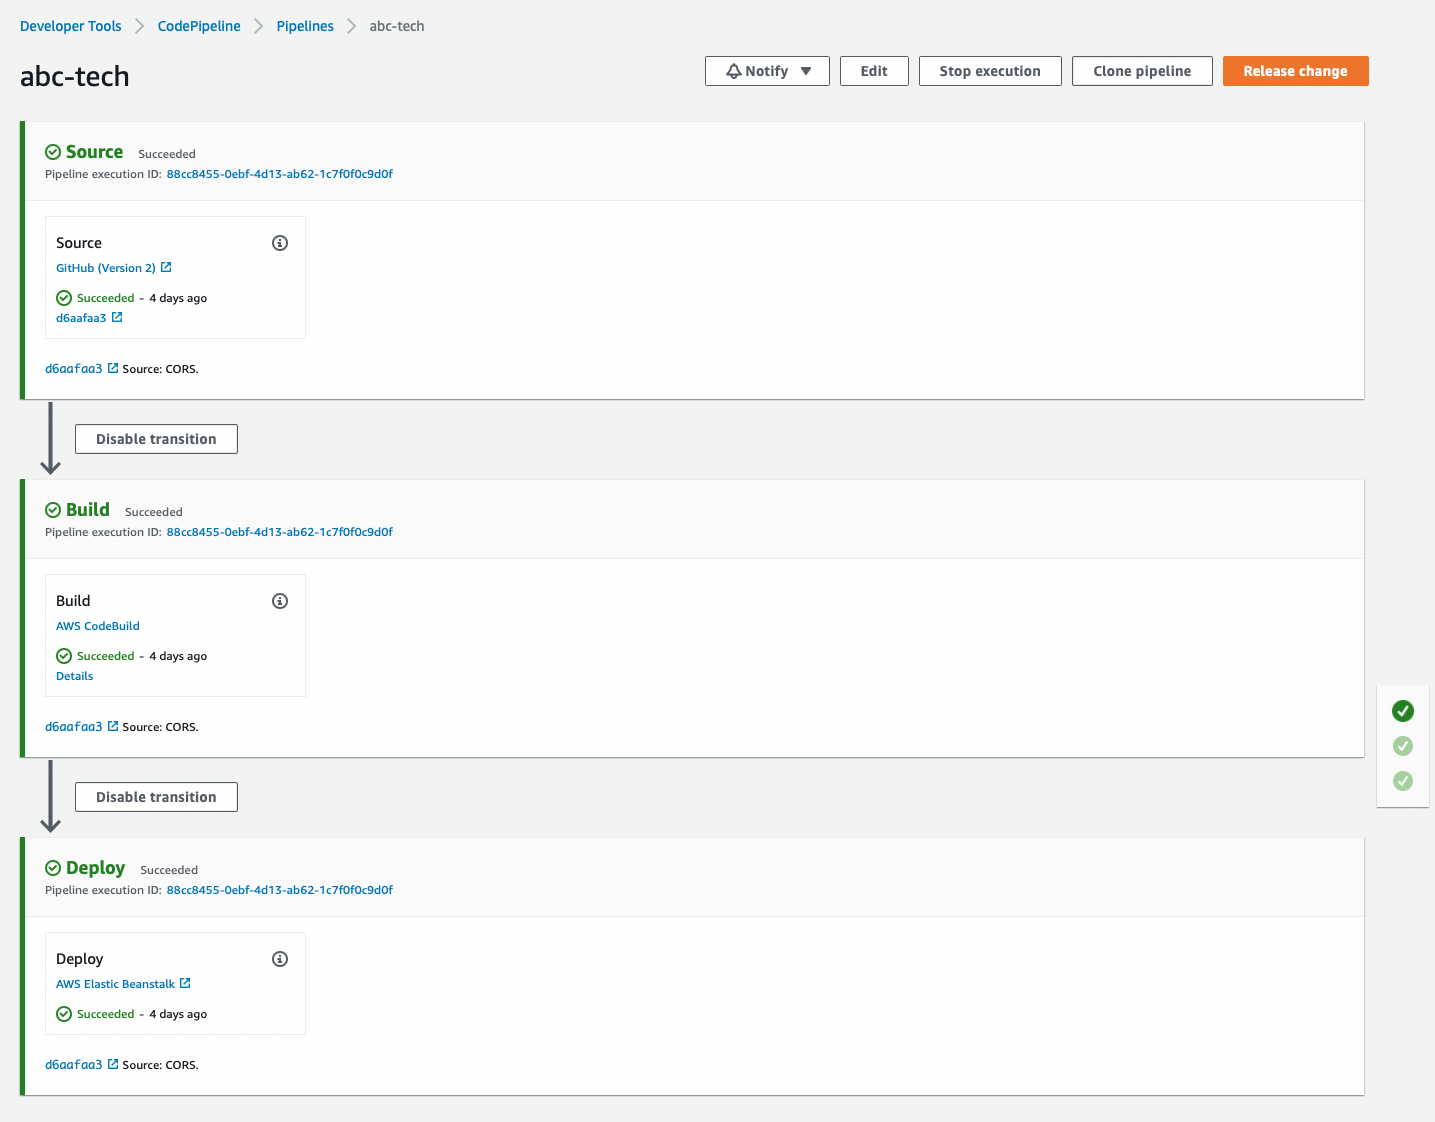 Developer Tools CodePipeline Pipelines abc-tech
abc-tech
Notify Edit Stop execution Clone pipeline Release change
Source Succeeded
Pipeline execution ID: 88cc8455-0ebf-4d13-ab62-1c7f0f0c9d0f
Source
GitHub (Version 2)
Succeeded - 4 days ago
d6aafaa3
d6aafaa3 Source: CORS.
Disable transition
Build Succeeded
Pipeline execution ID: 88cc8455-0ebf-4d13-ab62-1c7f0f0c9d0f
Build
AWS CodeBuild
Succeeded - 4 days ago
Details
d6aafaa3 Source: CORS.
Disable transition
Deploy Succeeded
Pipeline execution ID: 88cc8455-0ebf-4d13-ab62-1c7f0f0c9d0f
Deploy
AWS Elastic Beanstalk
Succeeded - 4 days ago
d6aafaa3 Source: CORS.